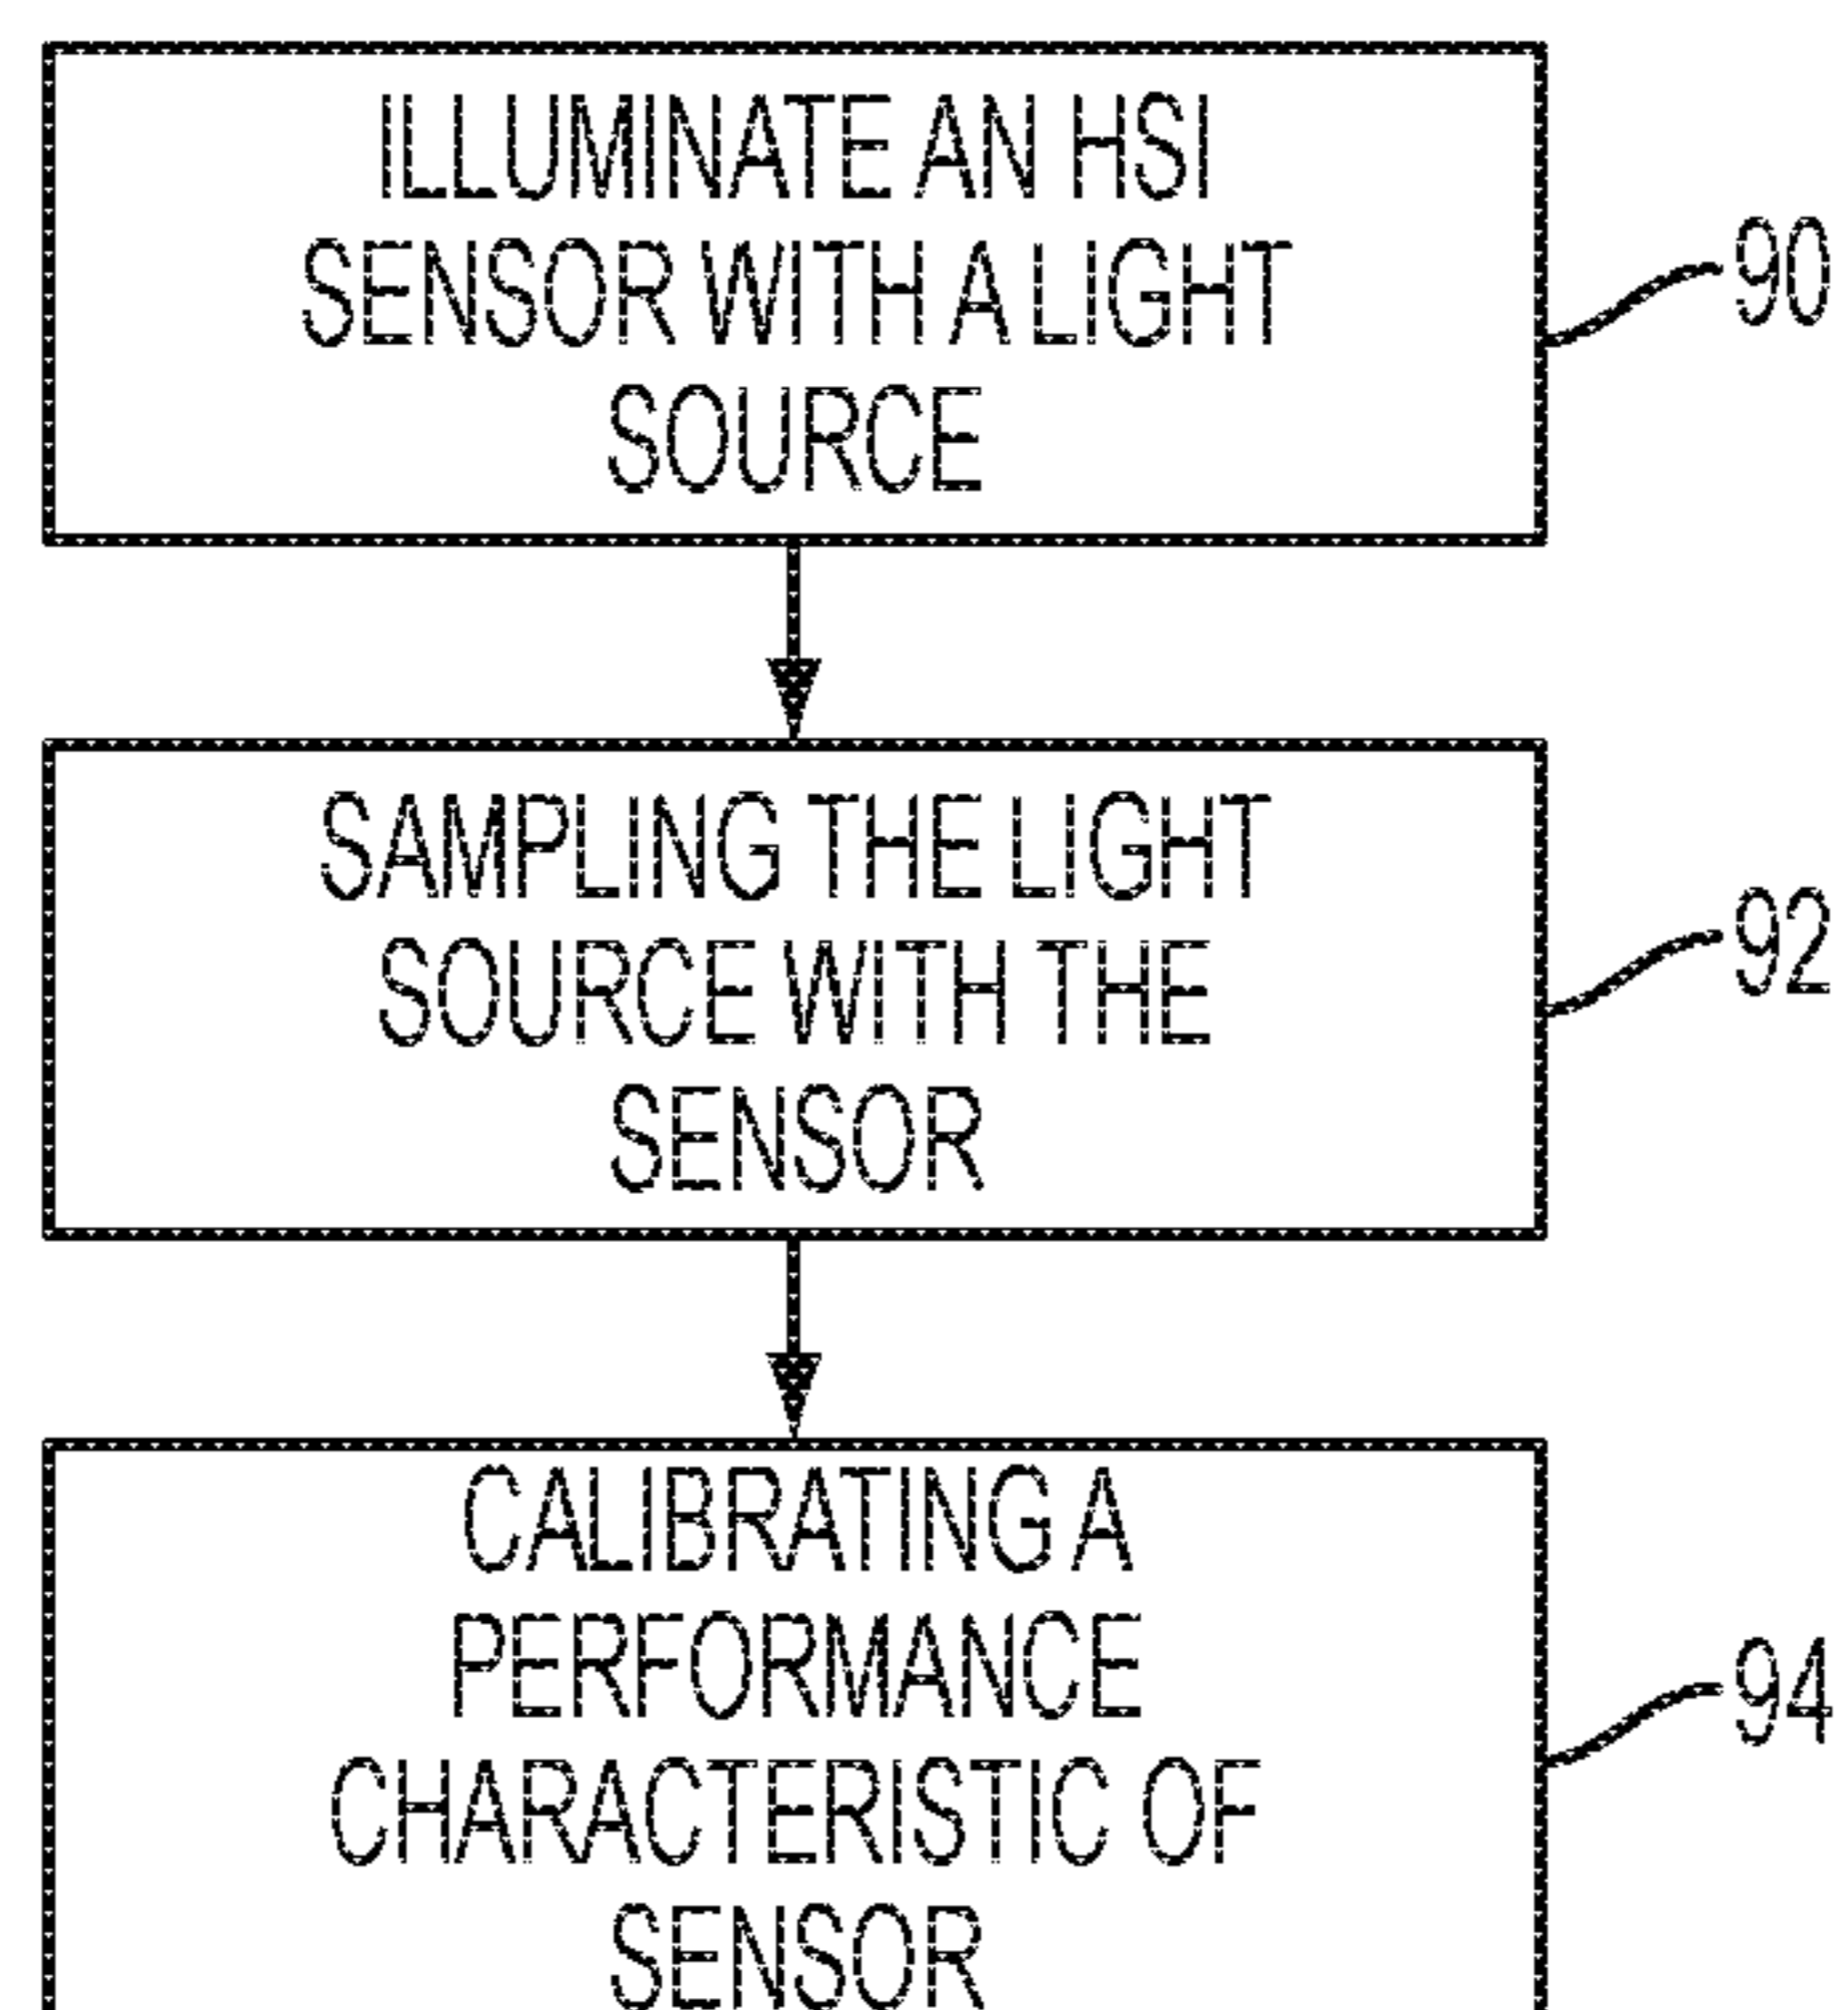 ILLUMINATE AN HSI
SENSOR WITH A LIGHT
SOURCE
90
SAMPLING THE LIGHT
SOURCE WITH THE
SENSOR
92
CALIBRATING A
PERFORMANCE
CHARACTERISTIC OF
SENSOR
94